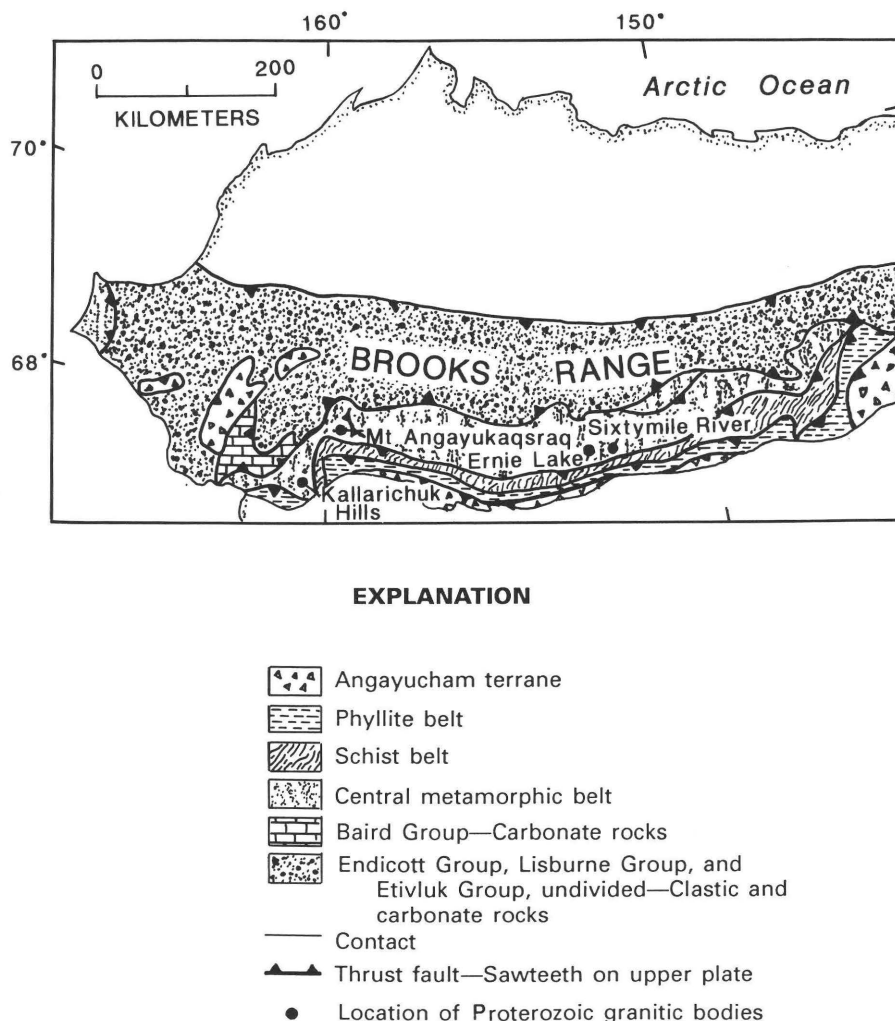 160°
150°
0
200
KILOMETERS
Arctic Ocean
70°
68°
BROOKS RANGE
Mt Angayukaqsraq
Sixtymile River
Ernie Lake
Kallarichuk
Hills
EXPLANATION
Angayucham terrane
Phyllite belt
Schist belt
Central metamorphic belt
Baird Group—Carbonate rocks
Endicott Group, Lisburne Group, and
Etivluk Group, undivided—Clastic and
carbonate rocks
Contact
Thrust fault—Sawteeth on upper plate
Location of Proterozoic granitic bodies